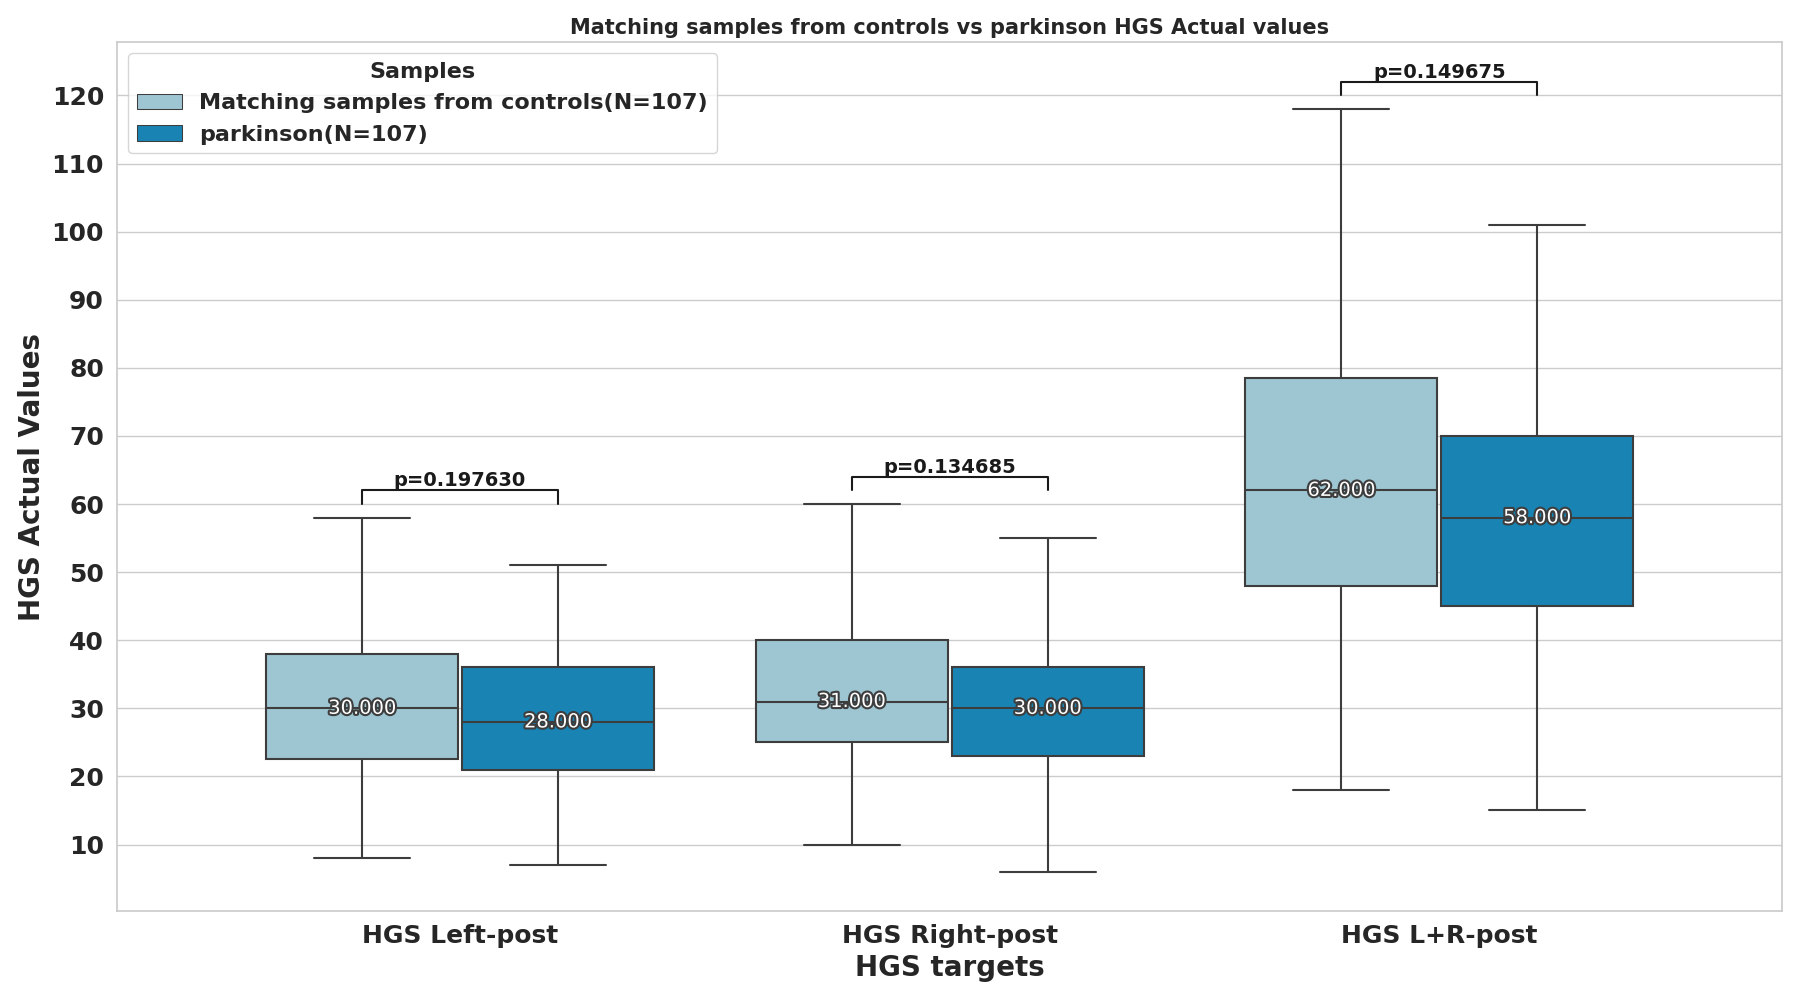 Matching samples from controls vs parkinson HGS Actual values
Samples
Matching samples from controls(N=107)
parkinson(N=107)
HGS Actual Values
120
110
100
90
80
70
60
50
40
30
20
10
p=0.197630
p=0.134685
p=0.149675
30.000
28.000
31.000
30.000
62.000
58.000
HGS Left-post
HGS Right-post
HGS L+R-post
HGS targets